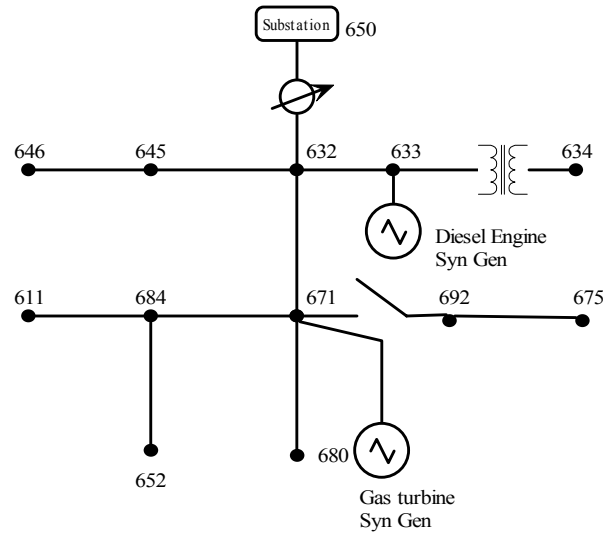 Substation 650
646 645 632 633 634
Diesel Engine
Syn Gen
611 684 671 692 675
652 680
Gas turbine
Syn Gen